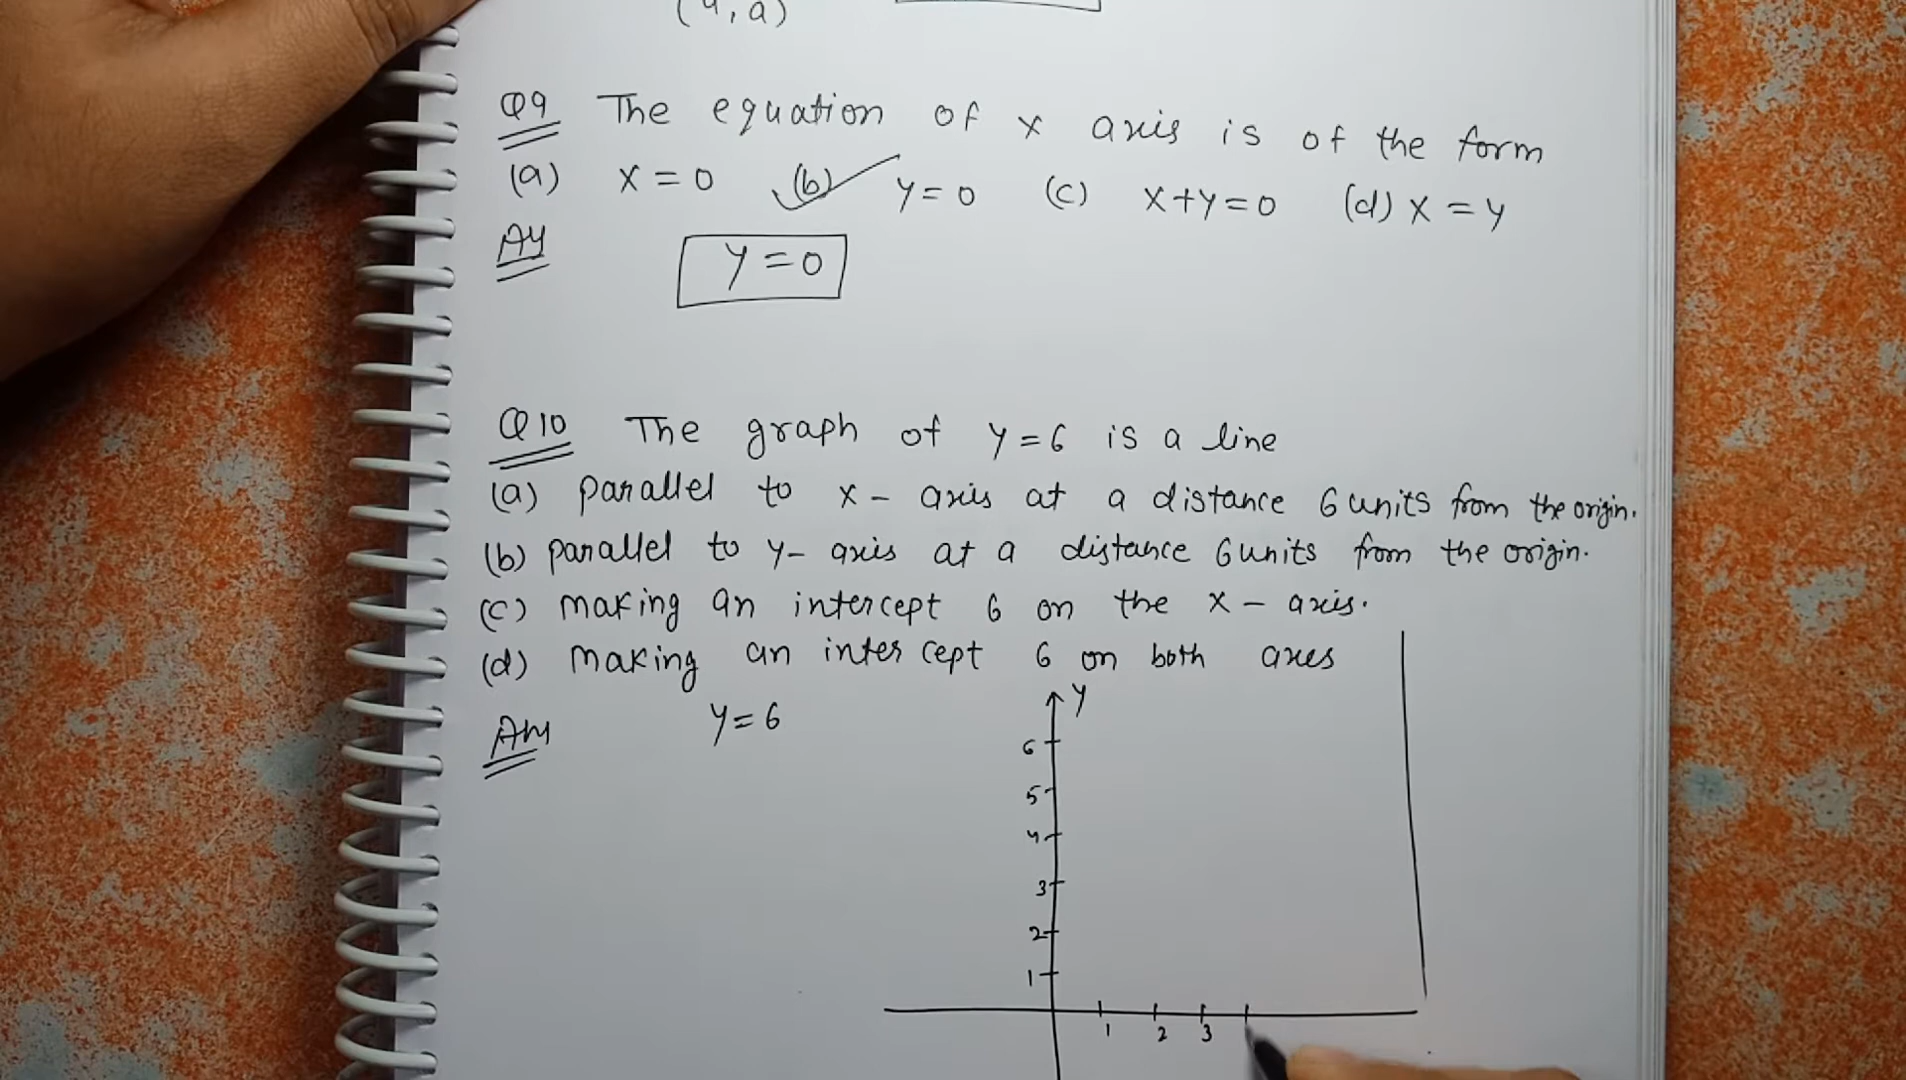 Q9 The equation of x axis is of the form
(a) x = 0 (b) y = 0 (c) x+y=0 (d) x = y
y = 0
Q10 The graph of y = 6 is a line
(a) parallel to x - axis at a distance 6 units from the origin.
(b) parallel to y - axis at a distance 6 units from the origin.
(c) making an intercept 6 on the x - axis.
(d) making an intercept 6 on both axes
y = 6
y
6
5
4
3
2
1
1 2 3